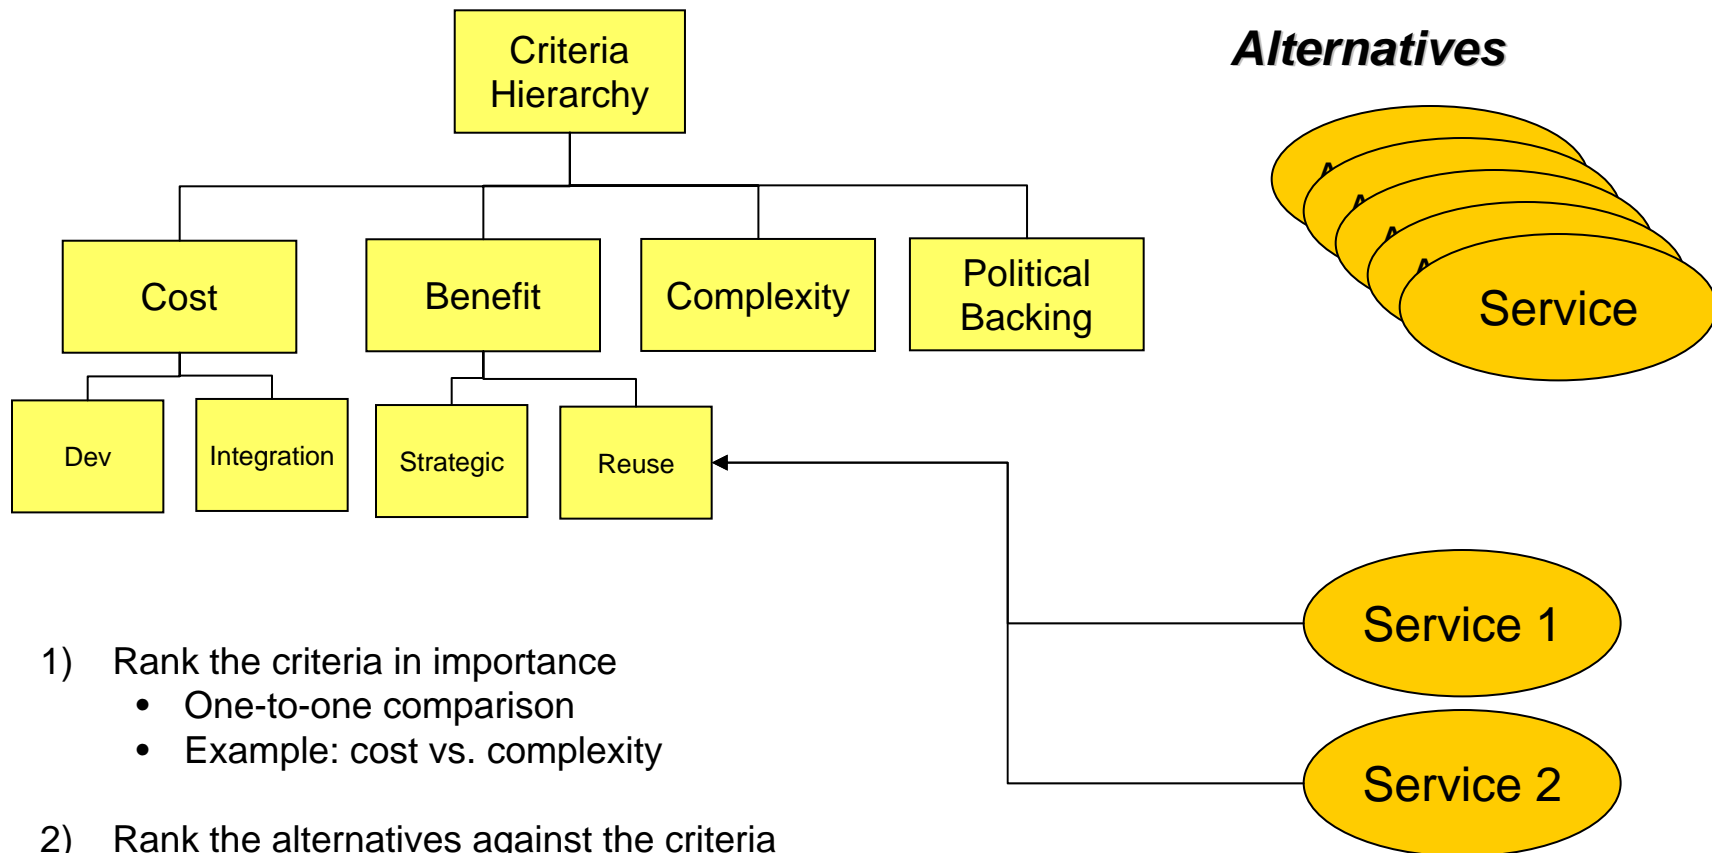 Criteria
Hierarchy
Alternatives
Cost
Benefit
Complexity
Political
Backing
Service
Dev
Integration
Strategic
Reuse
Service 1
Service 2
1) Rank the criteria in importance
• One-to-one comparison
• Example: cost vs. complexity
2) Rank the alternatives against the criteria